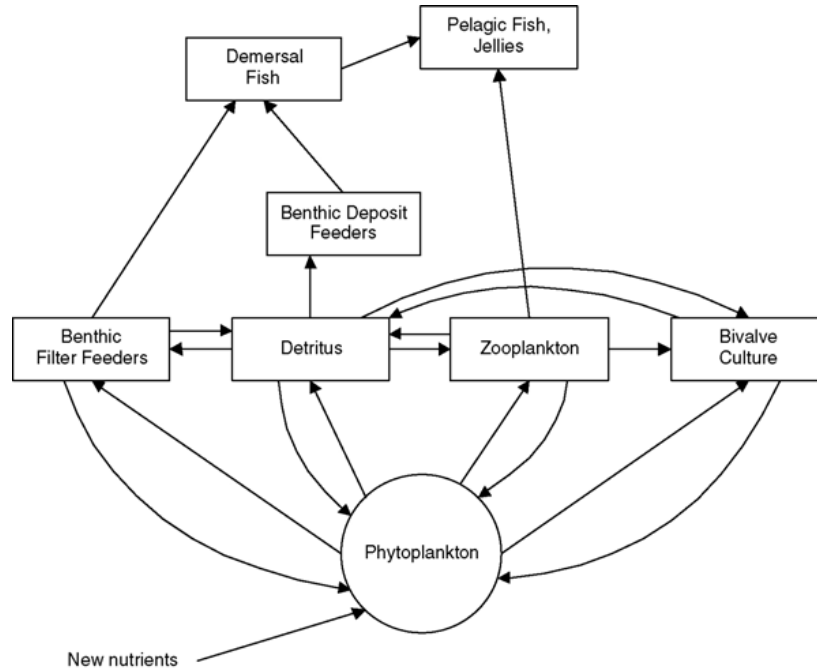 Pelagic Fish,
Jellies
Demersal
Fish
Benthic Deposit
Feeders
Benthic
Filter Feeders
Detritus
Zooplankton
Bivalve
Culture
Phytoplankton
New nutrients